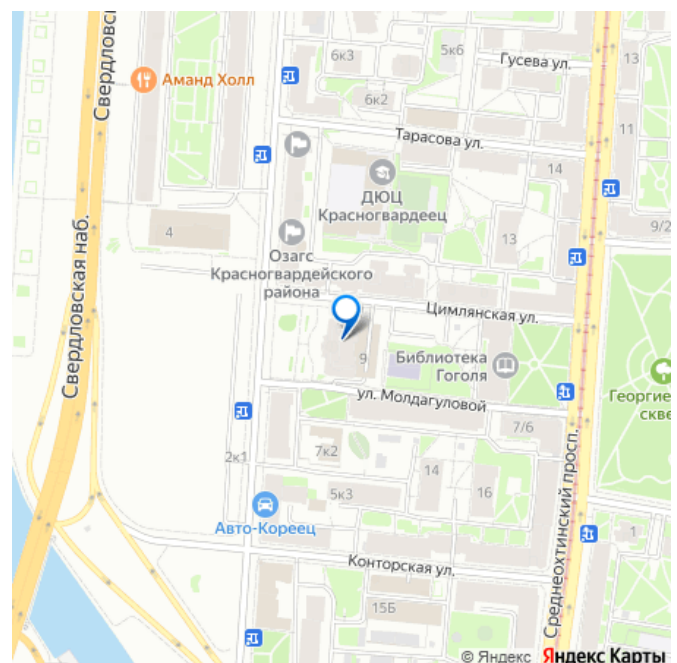 Свердловс
6к3
5к6
Гусева ул.
13
Аманд Холл
6к2
11
Тарасова ул.
14
ДЮЦ
Красногвардеец
4
9/2
13
Озагс
Красногвардейского
района
Свердловская наб.
Цимлянская ул.
9
Библиотека
Гоголя
Георгие
скве
ул. Молдагуловой
7/6
7к2
2к1
14
16
5к3
Авто-Кореец
Среднеохтинский просп.
1
Конторская ул.
15Б
© Яндекс Яндекс Карты